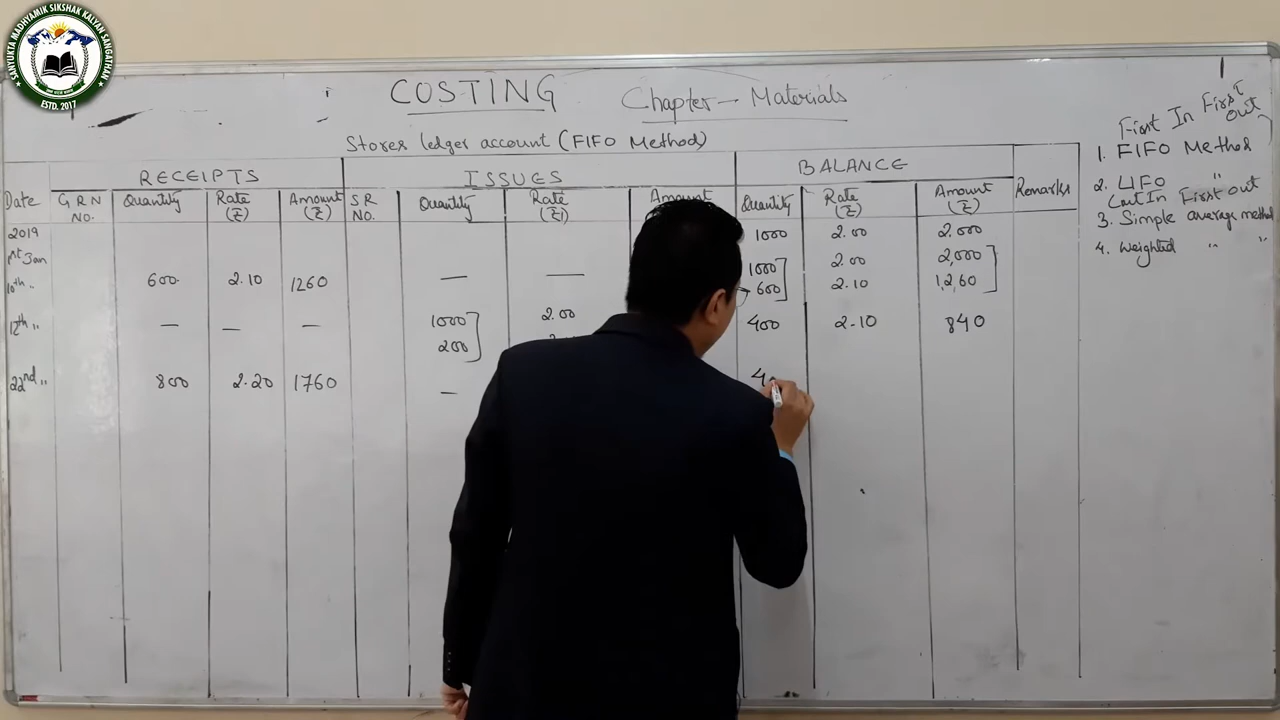 SANYUKTA MADHYAMIK SIKSHAK KALYAN SANGATHAN
ESTD. 2017
COSTING Chapter - Materials
Stores ledger account (FIFO Method)
RECEIPTS ISSUES BALANCE
Date G R N NO. Quantity Rate (₹) Amount (₹) S R NO. Quantity Rate (₹) Amount Quantity Rate (₹) Amount (₹) Remarks
2019
1st Jan 1000 2.00 2.000
1000 2.00 2,000
10th " 600 2.10 1260 — — 600 2.10 1,2,60
12th " — — — 1000 2.00 400 2.10 840
200
22nd " 800 2.20 1760 — 40
First In First out
1. FIFO Method
2. LIFO "
Last In First out
3. Simple average method
4. Weighted " "